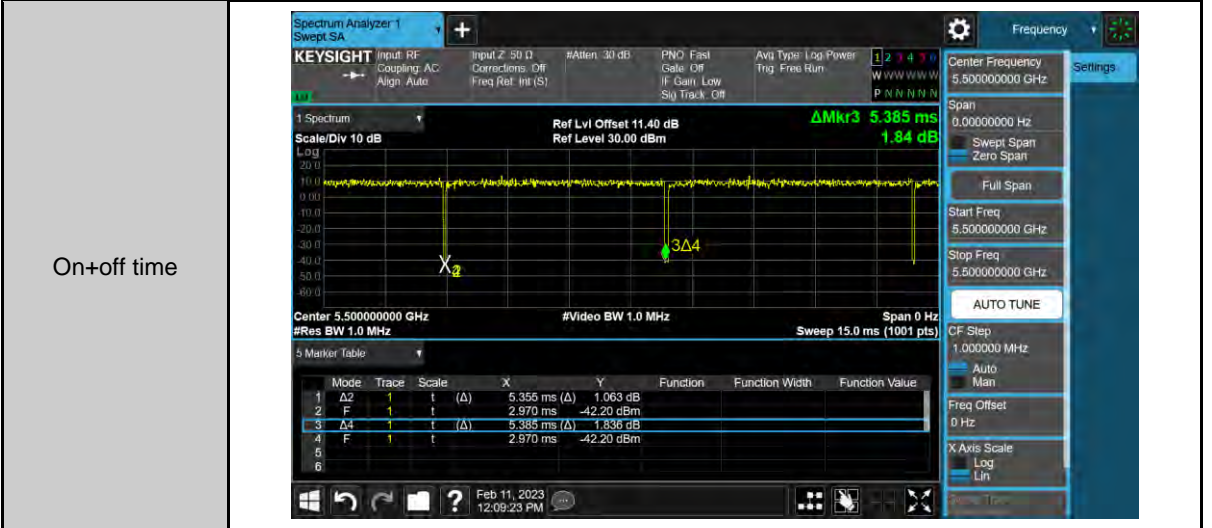 On+off time
Spectrum Analyzer 1
Swept SA
+
Frequency
KEYSIGHT
Input: RF
Coupling: AC
Align: Auto
Input Z: 50 Ω
Corrections: Off
Freq Ref: Int (S)
#Atten: 30 dB
PNO: Fast
Gate: Off
IF Gain: Low
Sig Track: Off
Avg Type: Log-Power
Trig: Free Run
1 2 3 4 5 6
W W W W W W
P N N N N N
1 Spectrum
Scale/Div 10 dB
Ref Lvl Offset 11.40 dB
Ref Level 30.00 dBm
ΔMkr3 5.385 ms
1.84 dB
Log
20.0
10.0
0.00
-10.0
-20.0
-30.0
-40.0
-50.0
-60.0
3Δ4
Center 5.500000000 GHz
#Video BW 1.0 MHz
Span 0 Hz
#Res BW 1.0 MHz
Sweep 15.0 ms (1001 pts)
5 Marker Table
Mode Trace Scale X Y Function Function Width Function Value
1 Δ2 1 t (Δ) 5.355 ms (Δ) 1.063 dB
2 F 1 t 2.970 ms -42.20 dBm
3 Δ4 1 t (Δ) 5.385 ms (Δ) 1.836 dB
4 F 1 t 2.970 ms -42.20 dBm
5
6
Feb 11, 2023
12:09:23 PM
Center Frequency
5.500000000 GHz
Settings
Span
0.00000000 Hz
Swept Span
Zero Span
Full Span
Start Freq
5.500000000 GHz
Stop Freq
5.500000000 GHz
AUTO TUNE
CF Step
1.000000 MHz
Auto
Man
Freq Offset
0 Hz
X Axis Scale
Log
Lin